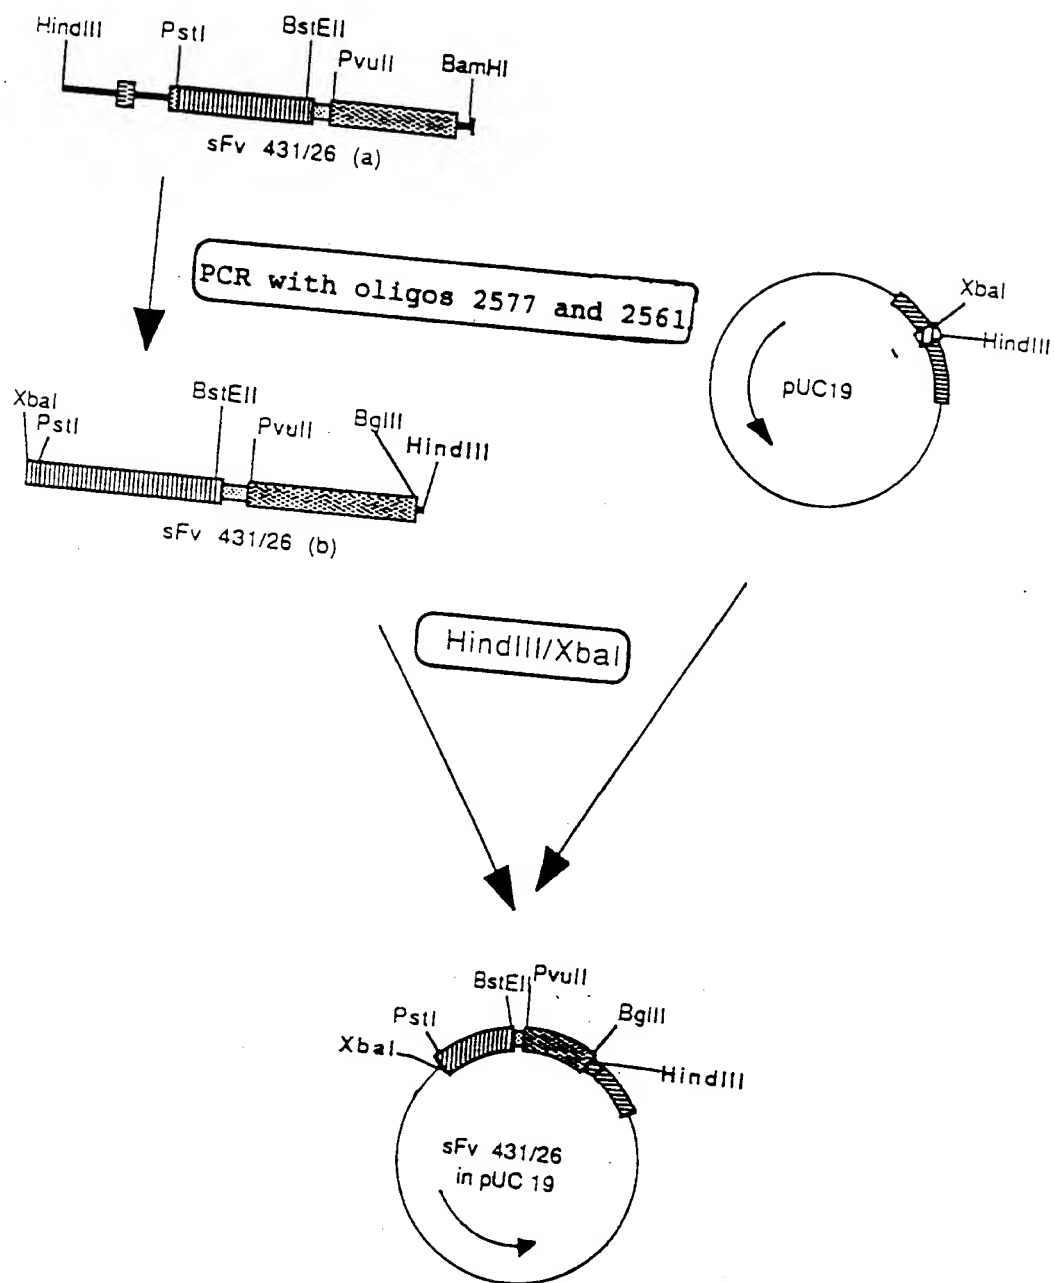 HindIII PstI BstEII
PvuII BamHI
sFv 431/26 (a)
PCR with oligos 2577 and 2561
XbaI
HindIII
pUC19
XbaI
PstI
BstEII
PvuII
BglII
HindIII
sFv 431/26 (b)
HindIII/XbaI
BstEII PvuII
PstI
BglII
XbaI
HindIII
sFv 431/26
in pUC 19